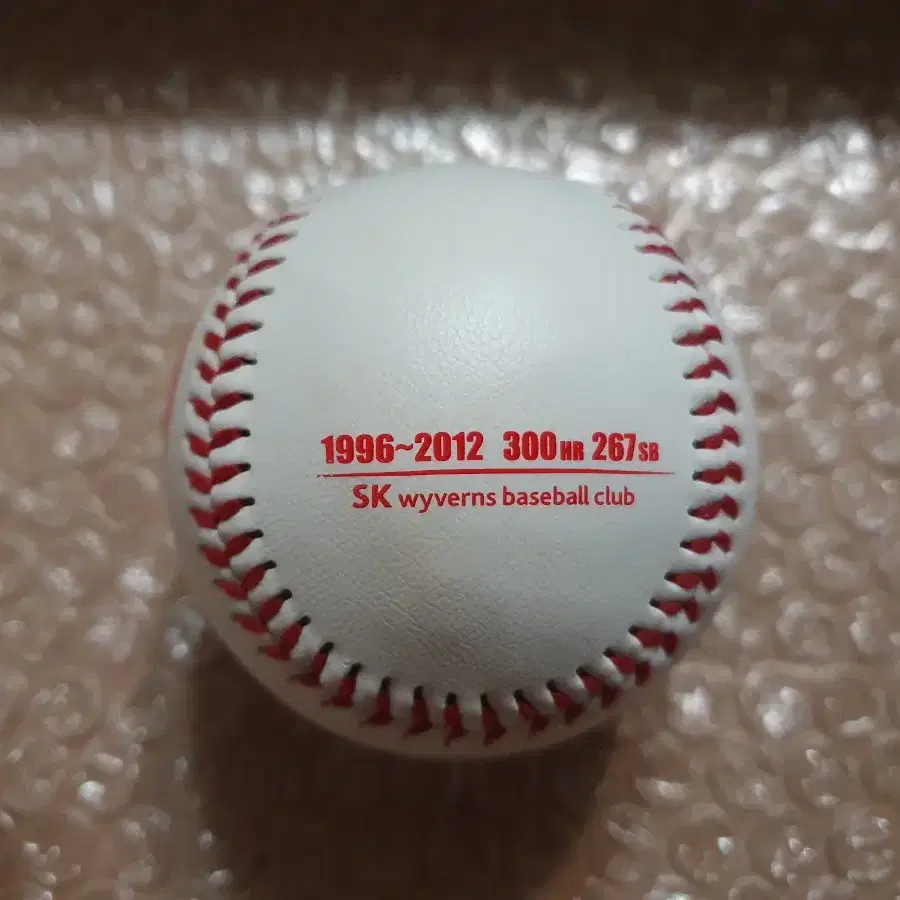 1996~2012 300HR 267SB
SK wyverns baseball club